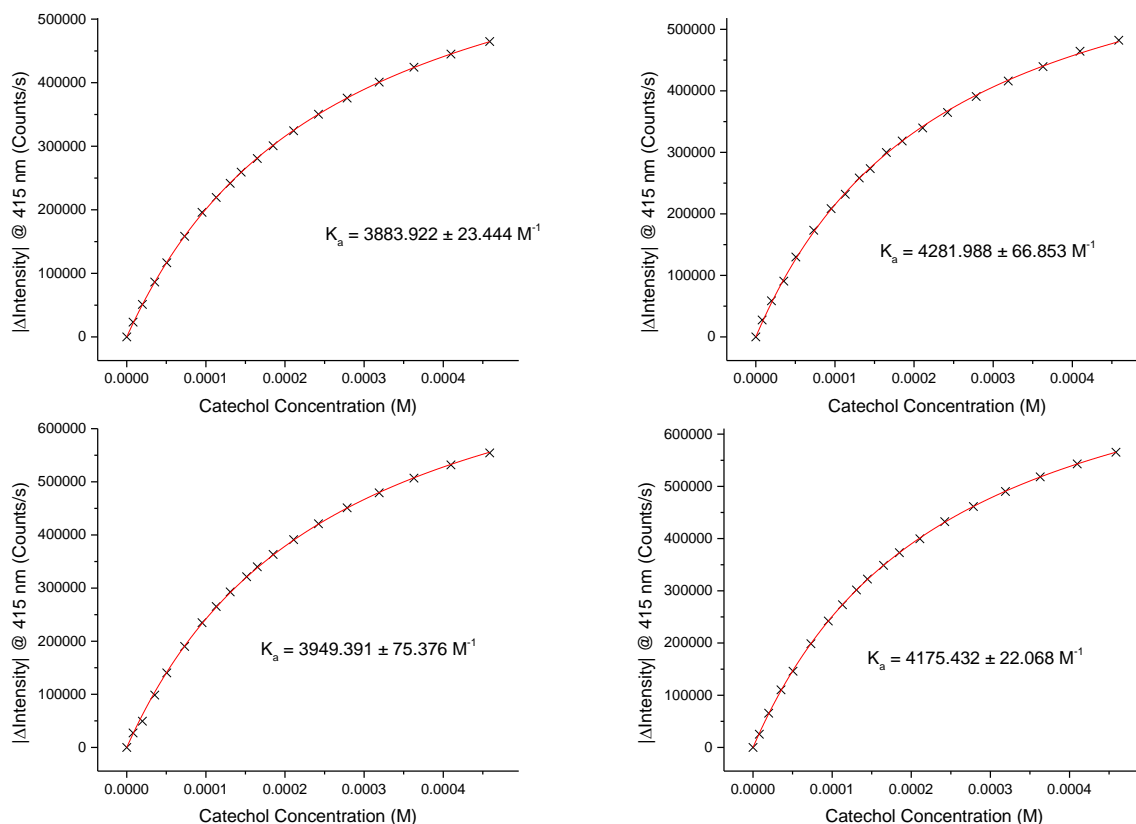 500000
400000
300000
200000
100000
0
|ΔIntensity| @ 415 nm (Counts/s)
Kₐ = 3883.922 ± 23.444 M⁻¹
0.0000 0.0001 0.0002 0.0003 0.0004
Catechol Concentration (M)
500000
400000
300000
200000
100000
0
|ΔIntensity| @ 415 nm (Counts/s)
Kₐ = 4281.988 ± 66.853 M⁻¹
0.0000 0.0001 0.0002 0.0003 0.0004
Catechol Concentration (M)
600000
500000
400000
300000
200000
100000
0
|ΔIntensity| @ 415 nm (Counts/s)
Kₐ = 3949.391 ± 75.376 M⁻¹
0.0000 0.0001 0.0002 0.0003 0.0004
Catechol Concentration (M)
600000
500000
400000
300000
200000
100000
0
|ΔIntensity| @ 415 nm (Counts/s)
Kₐ = 4175.432 ± 22.068 M⁻¹
0.0000 0.0001 0.0002 0.0003 0.0004
Catechol Concentration (M)